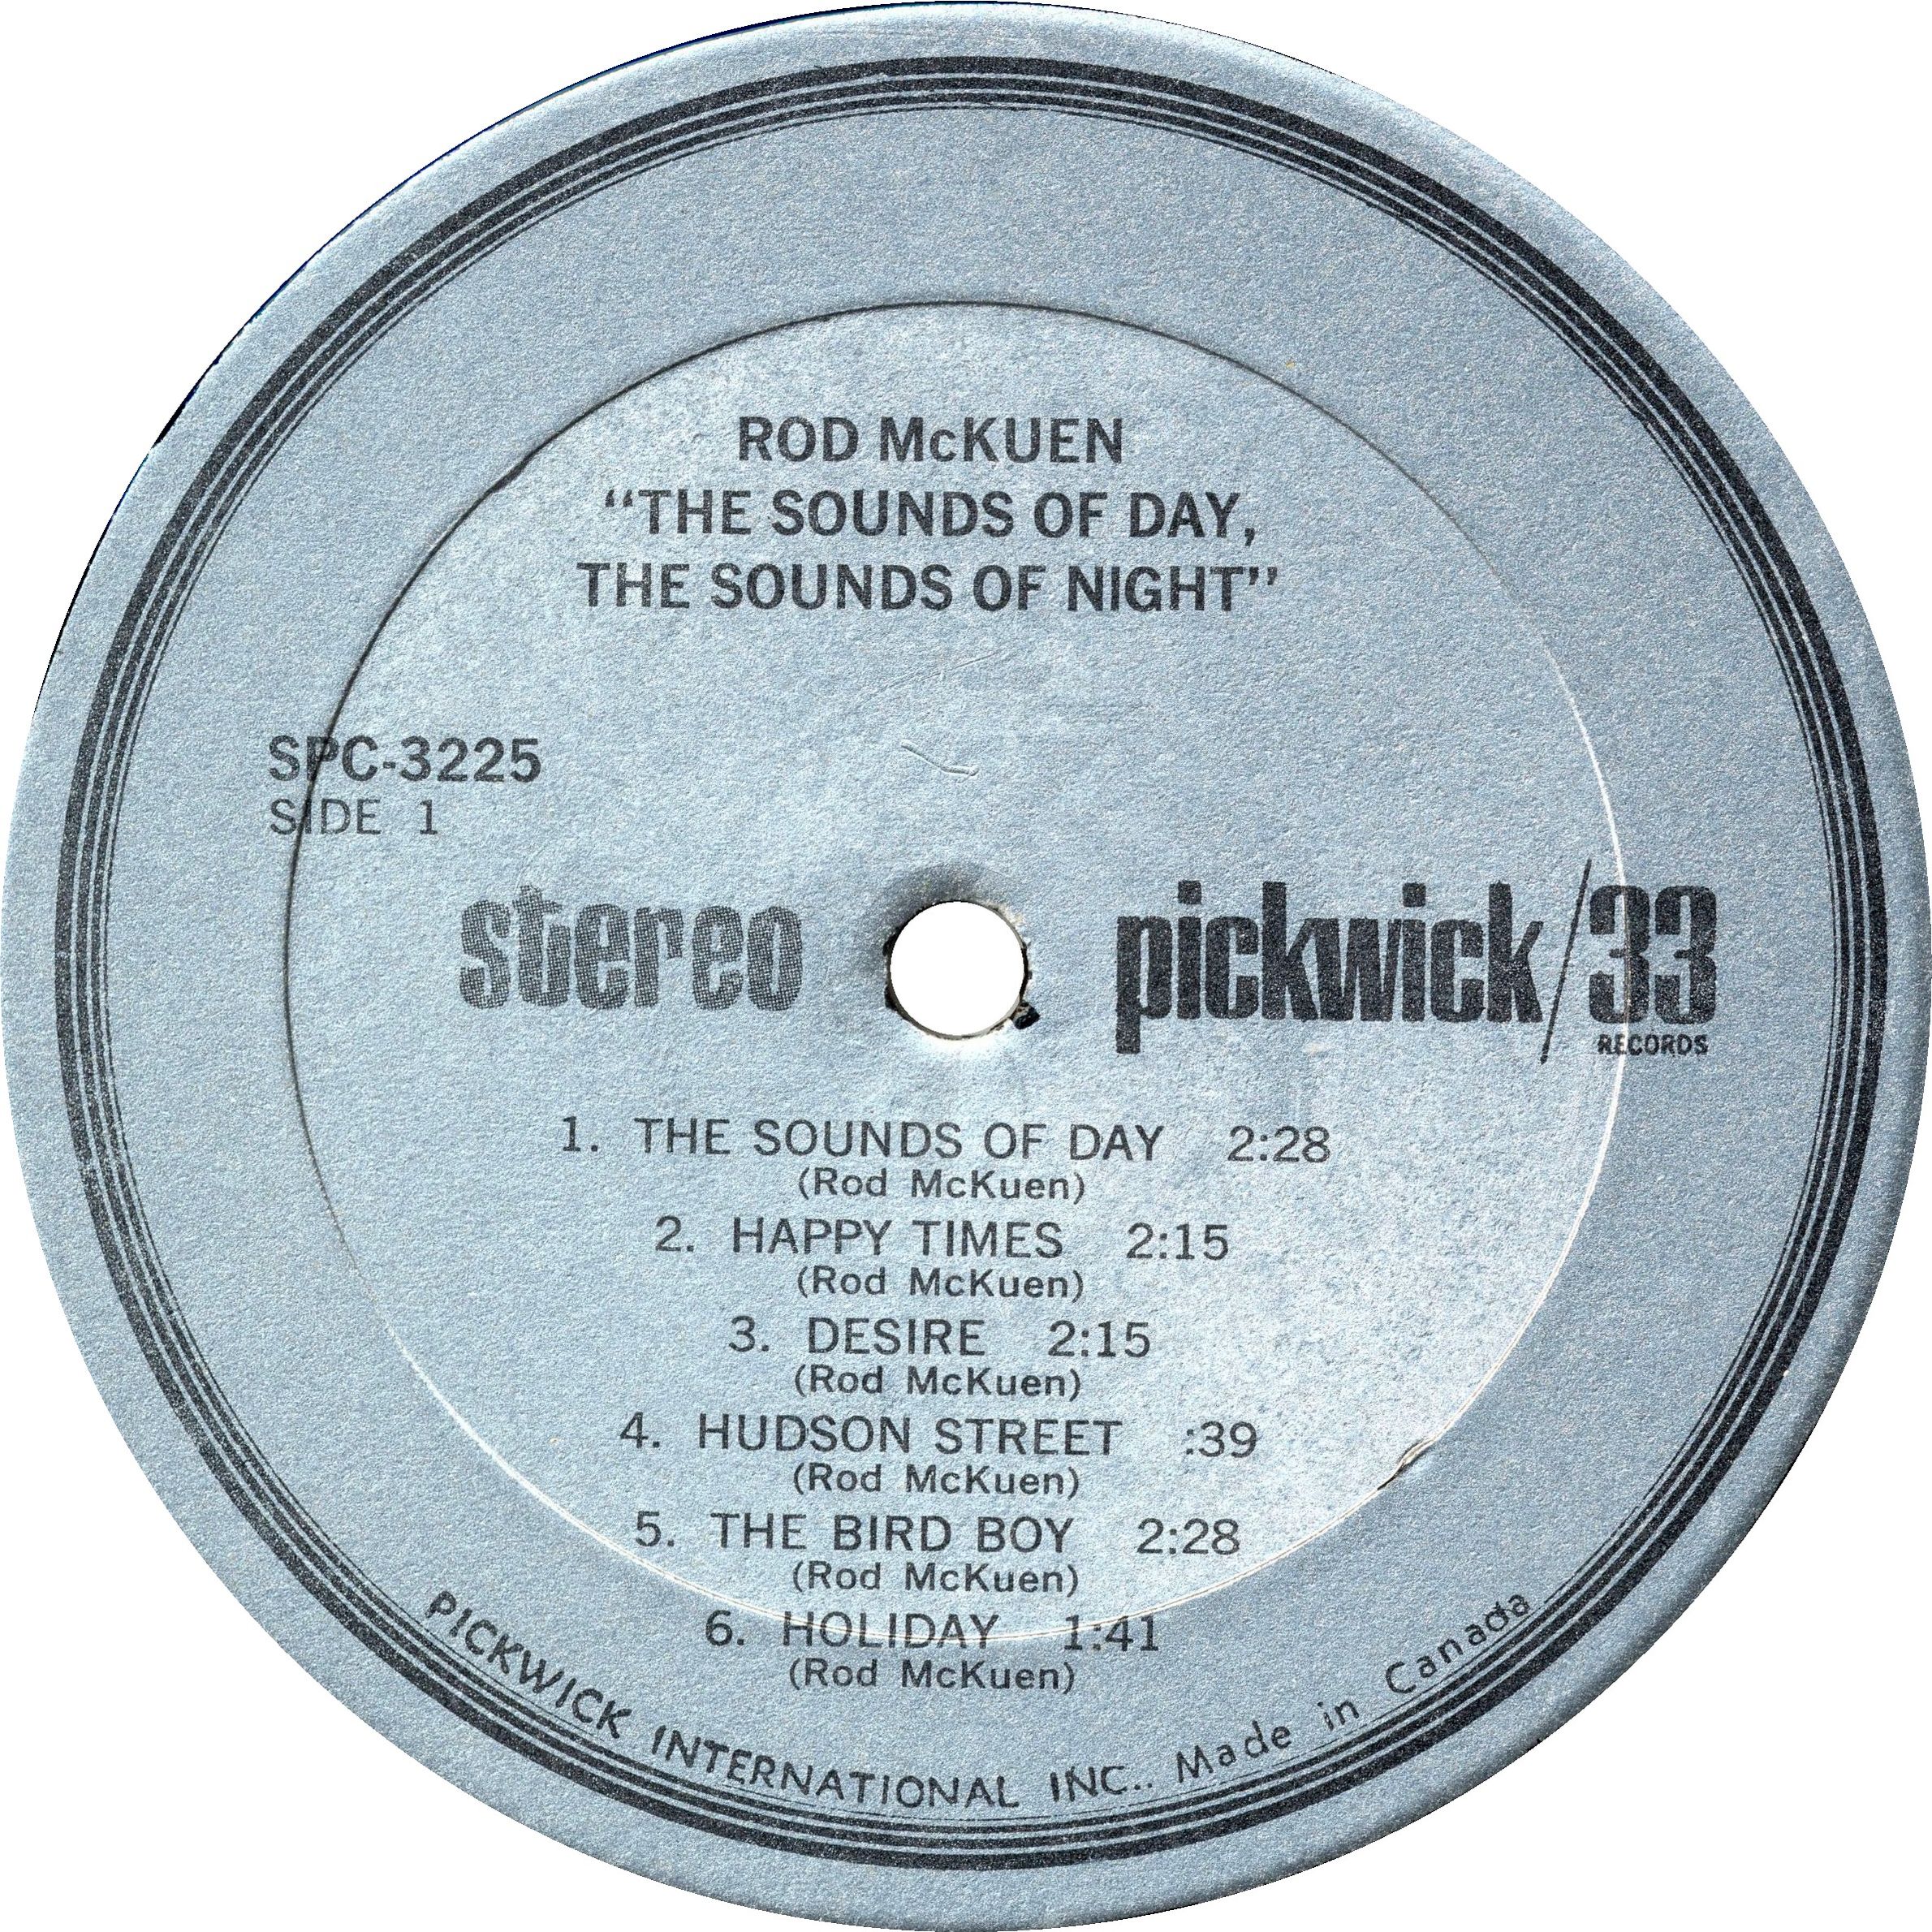 ROD McKUEN
"THE SOUNDS OF DAY,
THE SOUNDS OF NIGHT"
SPC-3225
SIDE 1
stereo
pickwick/33
RECORDS
1. THE SOUNDS OF DAY 2:28
(Rod McKuen)
2. HAPPY TIMES 2:15
(Rod McKuen)
3. DESIRE 2:15
(Rod McKuen)
4. HUDSON STREET :39
(Rod McKuen)
5. THE BIRD BOY 2:28
(Rod McKuen)
6. HOLIDAY 1:41
(Rod McKuen)
PICKWICK INTERNATIONAL INC.. Made in Canada